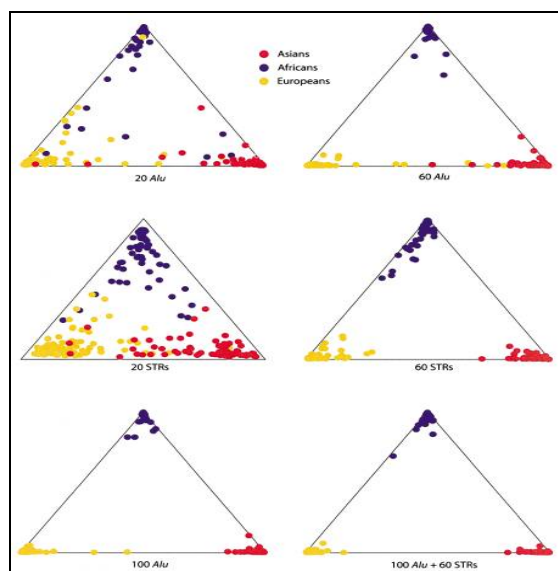 Asians
Africans
Europeans
20 Alu
60 Alu
20 STRs
60 STRs
100 Alu
100 Alu + 60 STRs